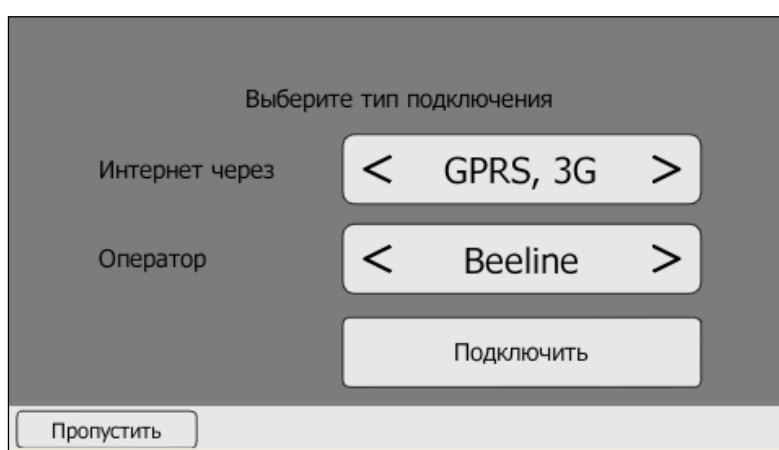 Выберите тип подключения
Интернет через < GPRS, 3G >
Оператор < Beeline >
Подключить
Пропустить